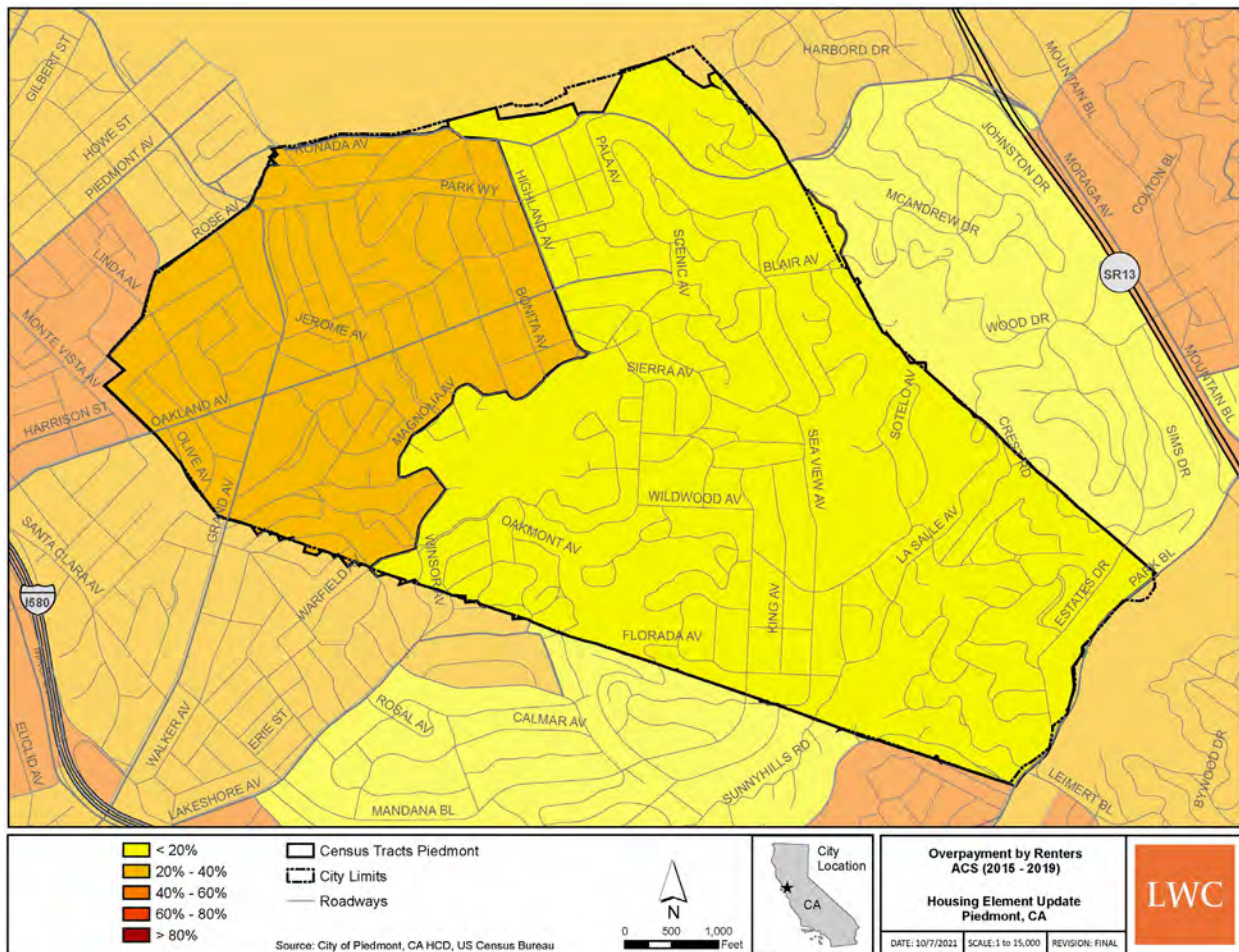 GILBERT ST
HARBORD DR
MOUNTAIN BL
HOWE ST
PIEDMONT AV
RONADA AV
PALA AV
JOHNSTON DR
MORAGA AV
COLTON BL
PARK WY
HIGHLAND AV
MCANDREW DR
ROSE AV
LINDA AV
SCENIC AV
BLAIR AV
SR13
JEROME AV
BONITA AV
WOOD DR
MONTE VISTA AV
SIERRA AV
MOUNTAIN BL
HARRISON ST
OAKLAND AV
MAGNOLIA AV
SOTELO AV
OLIVE AV
SEA VIEW AV
CREST RD
SIMS DR
GRAND AV
WILDWOOD AV
SANTA CLARA AV
OAKMONT AV
LA SALLE AV
WINSOR AV
WARFIELD
PARK BL
I580
ESTATES DR
KING AV
FLORADA AV
ROSAL AV
CALMAR AV
WALKER AV
ERIE ST
EUCLID AV
SUNNYHILLS RD
BYWOOD DR
LAKESHORE AV
MANDANA BL
LEIMERT BL
< 20%
20% - 40%
40% - 60%
60% - 80%
> 80%
Census Tracts Piedmont
City Limits
Roadways
Source: City of Piedmont, CA HCD, US Census Bureau
N
0 500 1,000
Feet
City
Location
CA
Overpayment by Renters
ACS (2015 - 2019)
Housing Element Update
Piedmont, CA
DATE: 10/7/2021 SCALE:1 to 15,000 REVISION: FINAL
LWC